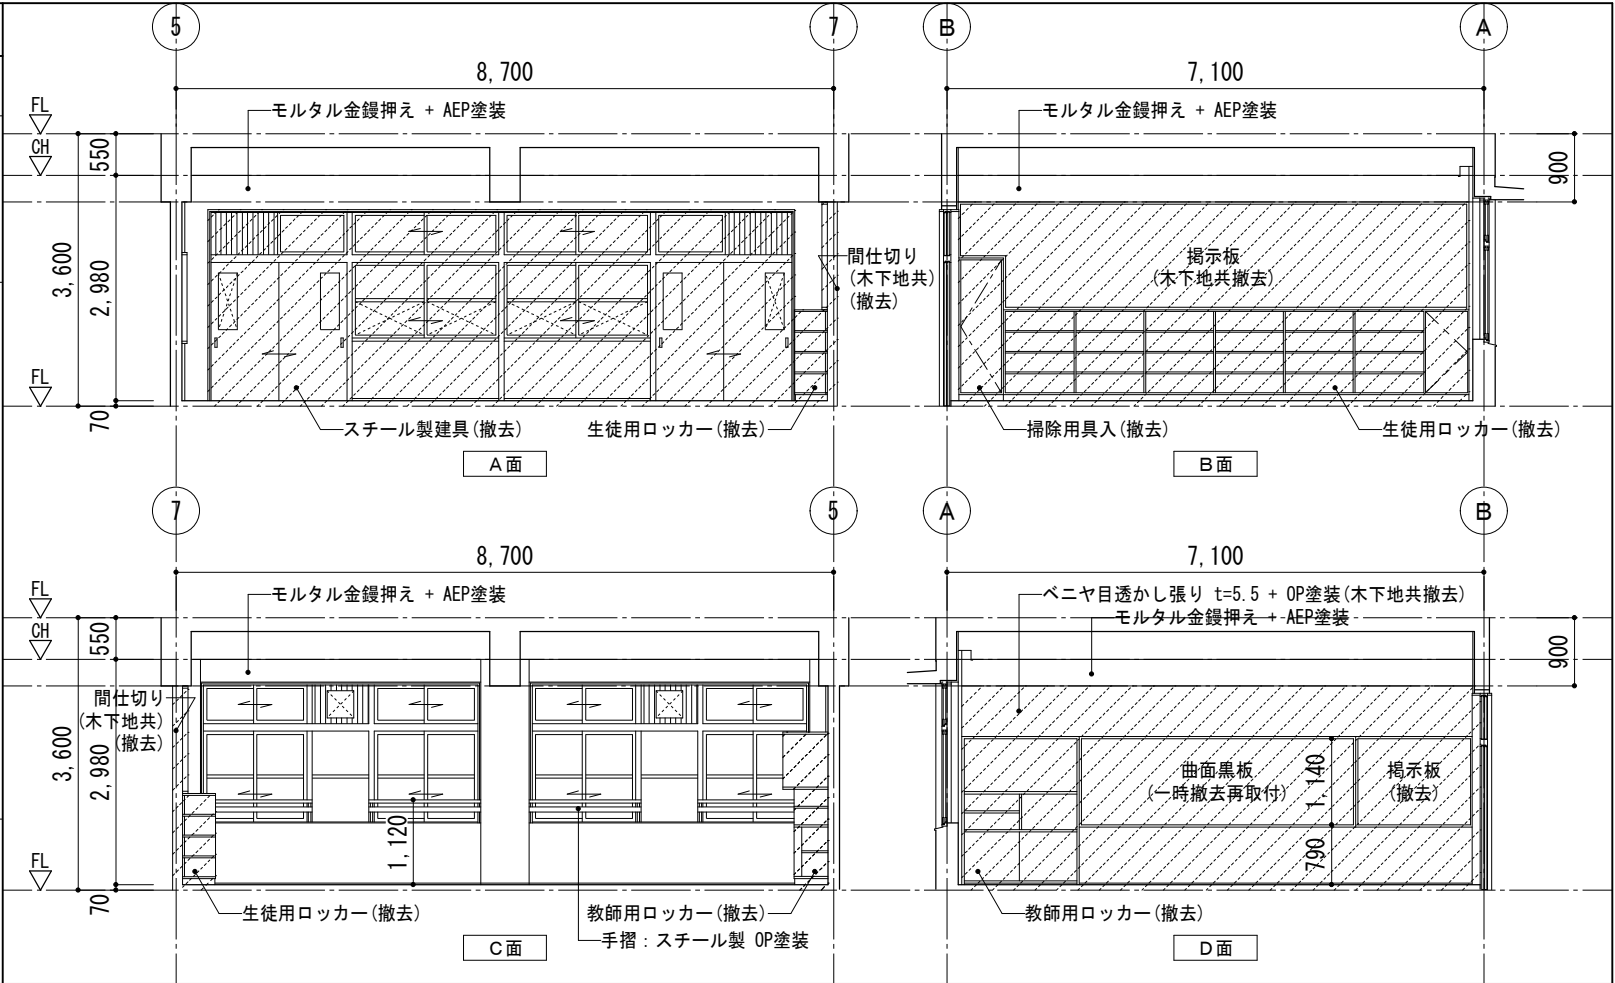 5
7
B
A
8,700
7,100
FL
モルタル金鏝押え + AEP塗装
モルタル金鏝押え + AEP塗装
CH
550
900
3,600
2,980
間仕切り
(木下地共)
(撤去)
掲示板
(木下地共撤去)
FL
70
スチール製建具(撤去)
生徒用ロッカー(撤去)
掃除用具入(撤去)
生徒用ロッカー(撤去)
A面
B面
7
5
A
B
8,700
7,100
FL
モルタル金鏝押え + AEP塗装
ベニヤ目透かし張り t=5.5 + OP塗装(木下地共撤去)
モルタル金鏝押え + AEP塗装
CH
550
900
間仕切り
(木下地共)
(撤去)
3,600
2,980
1,120
曲面黒板
(一時撤去再取付)
1,140
掲示板
(撤去)
790
FL
70
生徒用ロッカー(撤去)
教師用ロッカー(撤去)
手摺：スチール製 OP塗装
教師用ロッカー(撤去)
C面
D面